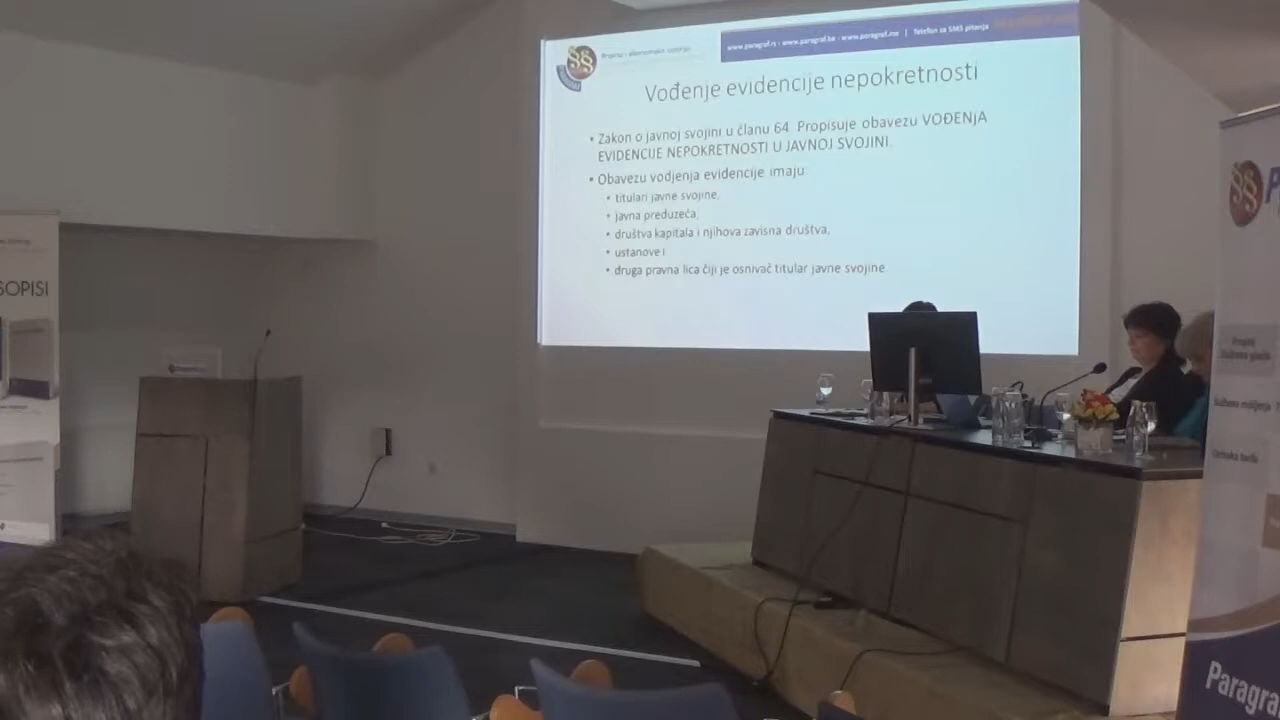 §§
www.paragraf.rs - www.paragraf.ba - www.paragraf.me | Telefon za SMS pitanja
Vođenje evidencije nepokretnosti
• Zakon o javnoj svojini u članu 64 Propisuje obavezu VOĐENjA
EVIDENCIJE NEPOKRETNOSTI U JAVNOJ SVOJINI.
• Obavezu vodjenja evidencije imaju
• titulari javne svojine,
• javna preduzeća,
• društva kapitala i njihova zavisna društva,
• ustanove i
• druga pravna lica čiji je osnivač titular javne svojine.
SOPISI
§§
P
Paragra